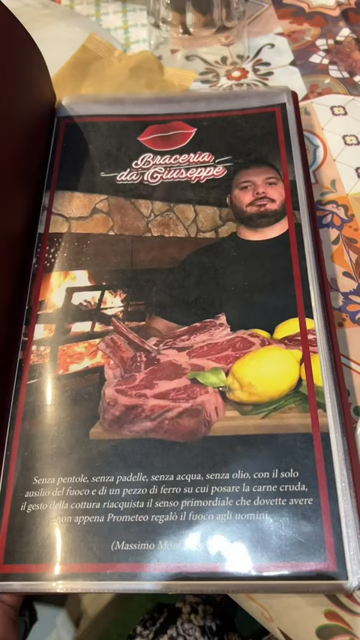 Braceria
da Giuseppe
Senza pentole, senza padelle, senza acqua, senza olio, con il solo
ausilio del fuoco e di un pezzo di ferro su cui posare la carne cruda,
il gesto della cottura riacquista il senso primordiale che dovette avere
non appena Prometeo regalò il fuoco agli uomini.
(Massimo